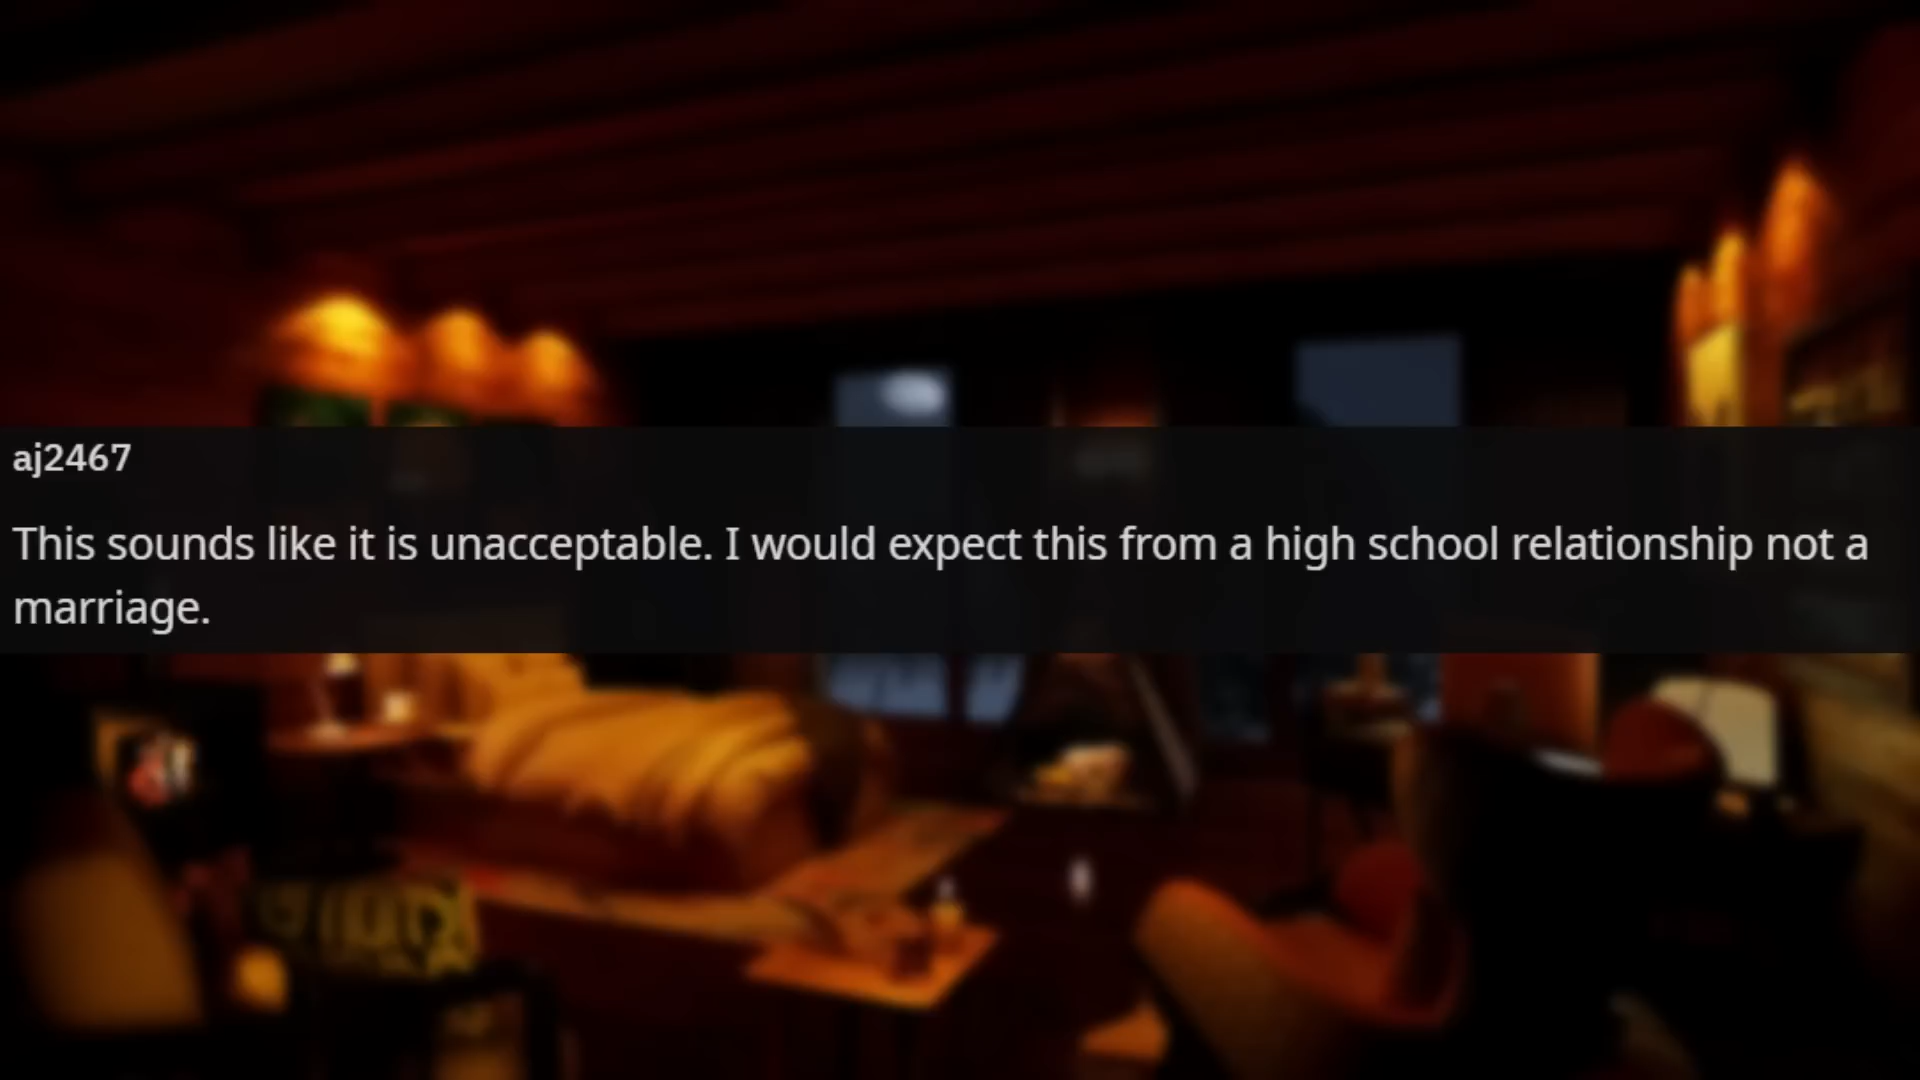 aj2467
This sounds like it is unacceptable. I would expect this from a high school relationship not a
marriage.